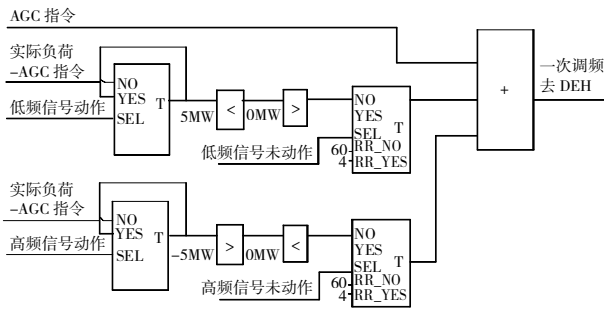 AGC 指令
实际负荷
-AGC 指令
NO
YES
SEL
T
低频信号动作
5MW
<
0MW
>
NO
YES
SEL
T
RR_NO
RR_YES
低频信号未动作
60
4
+
一次调频
去 DEH
实际负荷
-AGC 指令
NO
YES
SEL
T
高频信号动作
-5MW
>
0MW
<
NO
YES
SEL
T
RR_NO
RR_YES
高频信号未动作
60
4